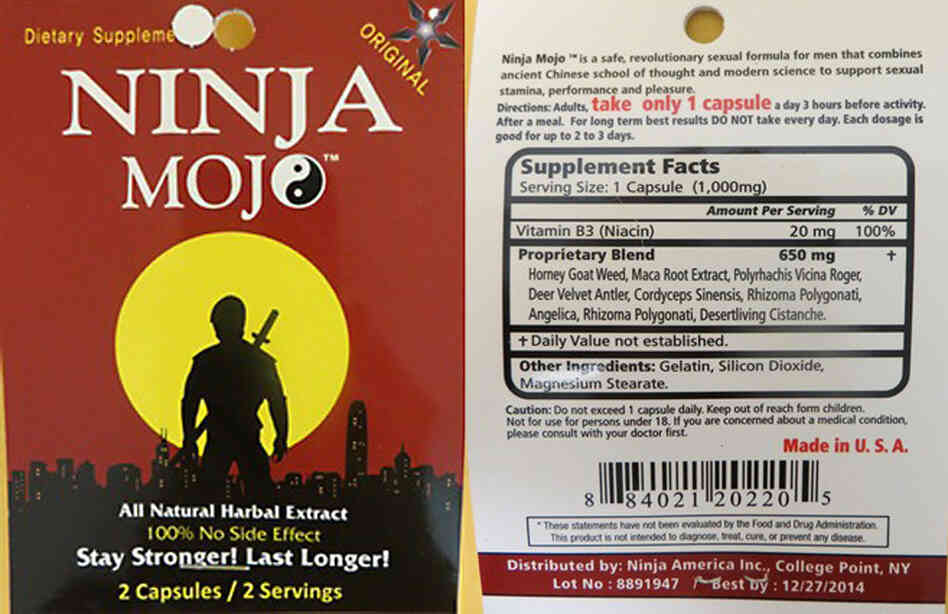 Dietary Suppleme
ORIGINAL
NINJA
MOJO™
All Natural Harbal Extract
100% No Side Effect
Stay Stronger! Last Longer!
2 Capsules / 2 Servings
Ninja Mojo ™ is a safe, revolutionary sexual formula for men that combines
ancient Chinese school of thought and modern science to support sexual
stamina, performance and pleasure.
Directions: Adults, take only 1 capsule a day 3 hours before activity.
After a meal. For long term best results DO NOT take every day. Each dosage is
good for up to 2 to 3 days.
Supplement Facts
Serving Size: 1 Capsule (1,000mg)
Amount Per Serving % DV
Vitamin B3 (Niacin) 20 mg 100%
Proprietary Blend 650 mg †
Horney Goat Weed, Maca Root Extract, Polyrhachis Vicina Roger,
Deer Velvet Antler, Cordyceps Sinensis, Rhizoma Polygonati,
Angelica, Rhizoma Polygonati, Desertliving Cistanche.
† Daily Value not established.
Other Ingredients: Gelatin, Silicon Dioxide,
Magnesium Stearate.
Caution: Do not exceed 1 capsule daily. Keep out of reach form children.
Not for use for persons under 18. If you are concerned about a medical condition,
please consult with your doctor first.
Made in U. S. A.
8 84021 20220 5
* These statements have not been evaluated by the Food and Drug Administration.
This product is not intended to diagnose, treat, cure, or prevent any disease.
Distributed by: Ninja America Inc., College Point, NY
Lot No : 8891947 Best by : 12/27/2014